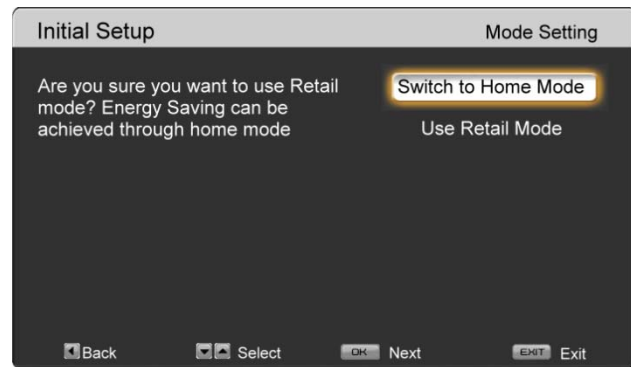 Initial Setup
Mode Setting
Are you sure you want to use Retail
mode? Energy Saving can be
achieved through home mode
Switch to Home Mode
Use Retail Mode
Back
Select
OK Next
EXIT Exit